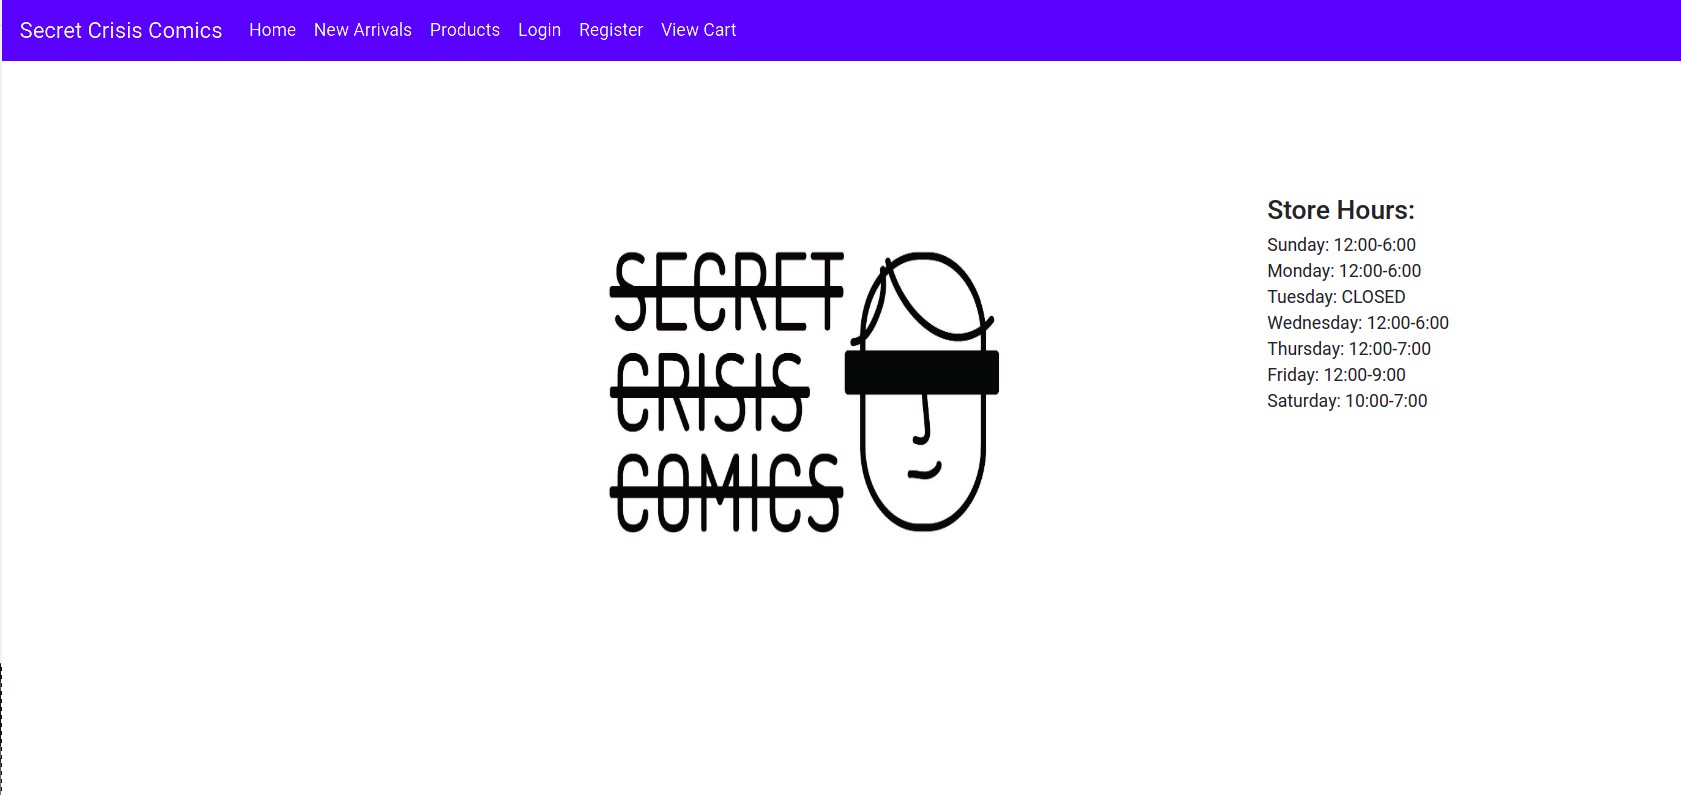 Secret Crisis Comics Home New Arrivals Products Login Register View Cart
SECRET
CRISIS
COMICS
Store Hours:
Sunday: 12:00-6:00
Monday: 12:00-6:00
Tuesday: CLOSED
Wednesday: 12:00-6:00
Thursday: 12:00-7:00
Friday: 12:00-9:00
Saturday: 10:00-7:00